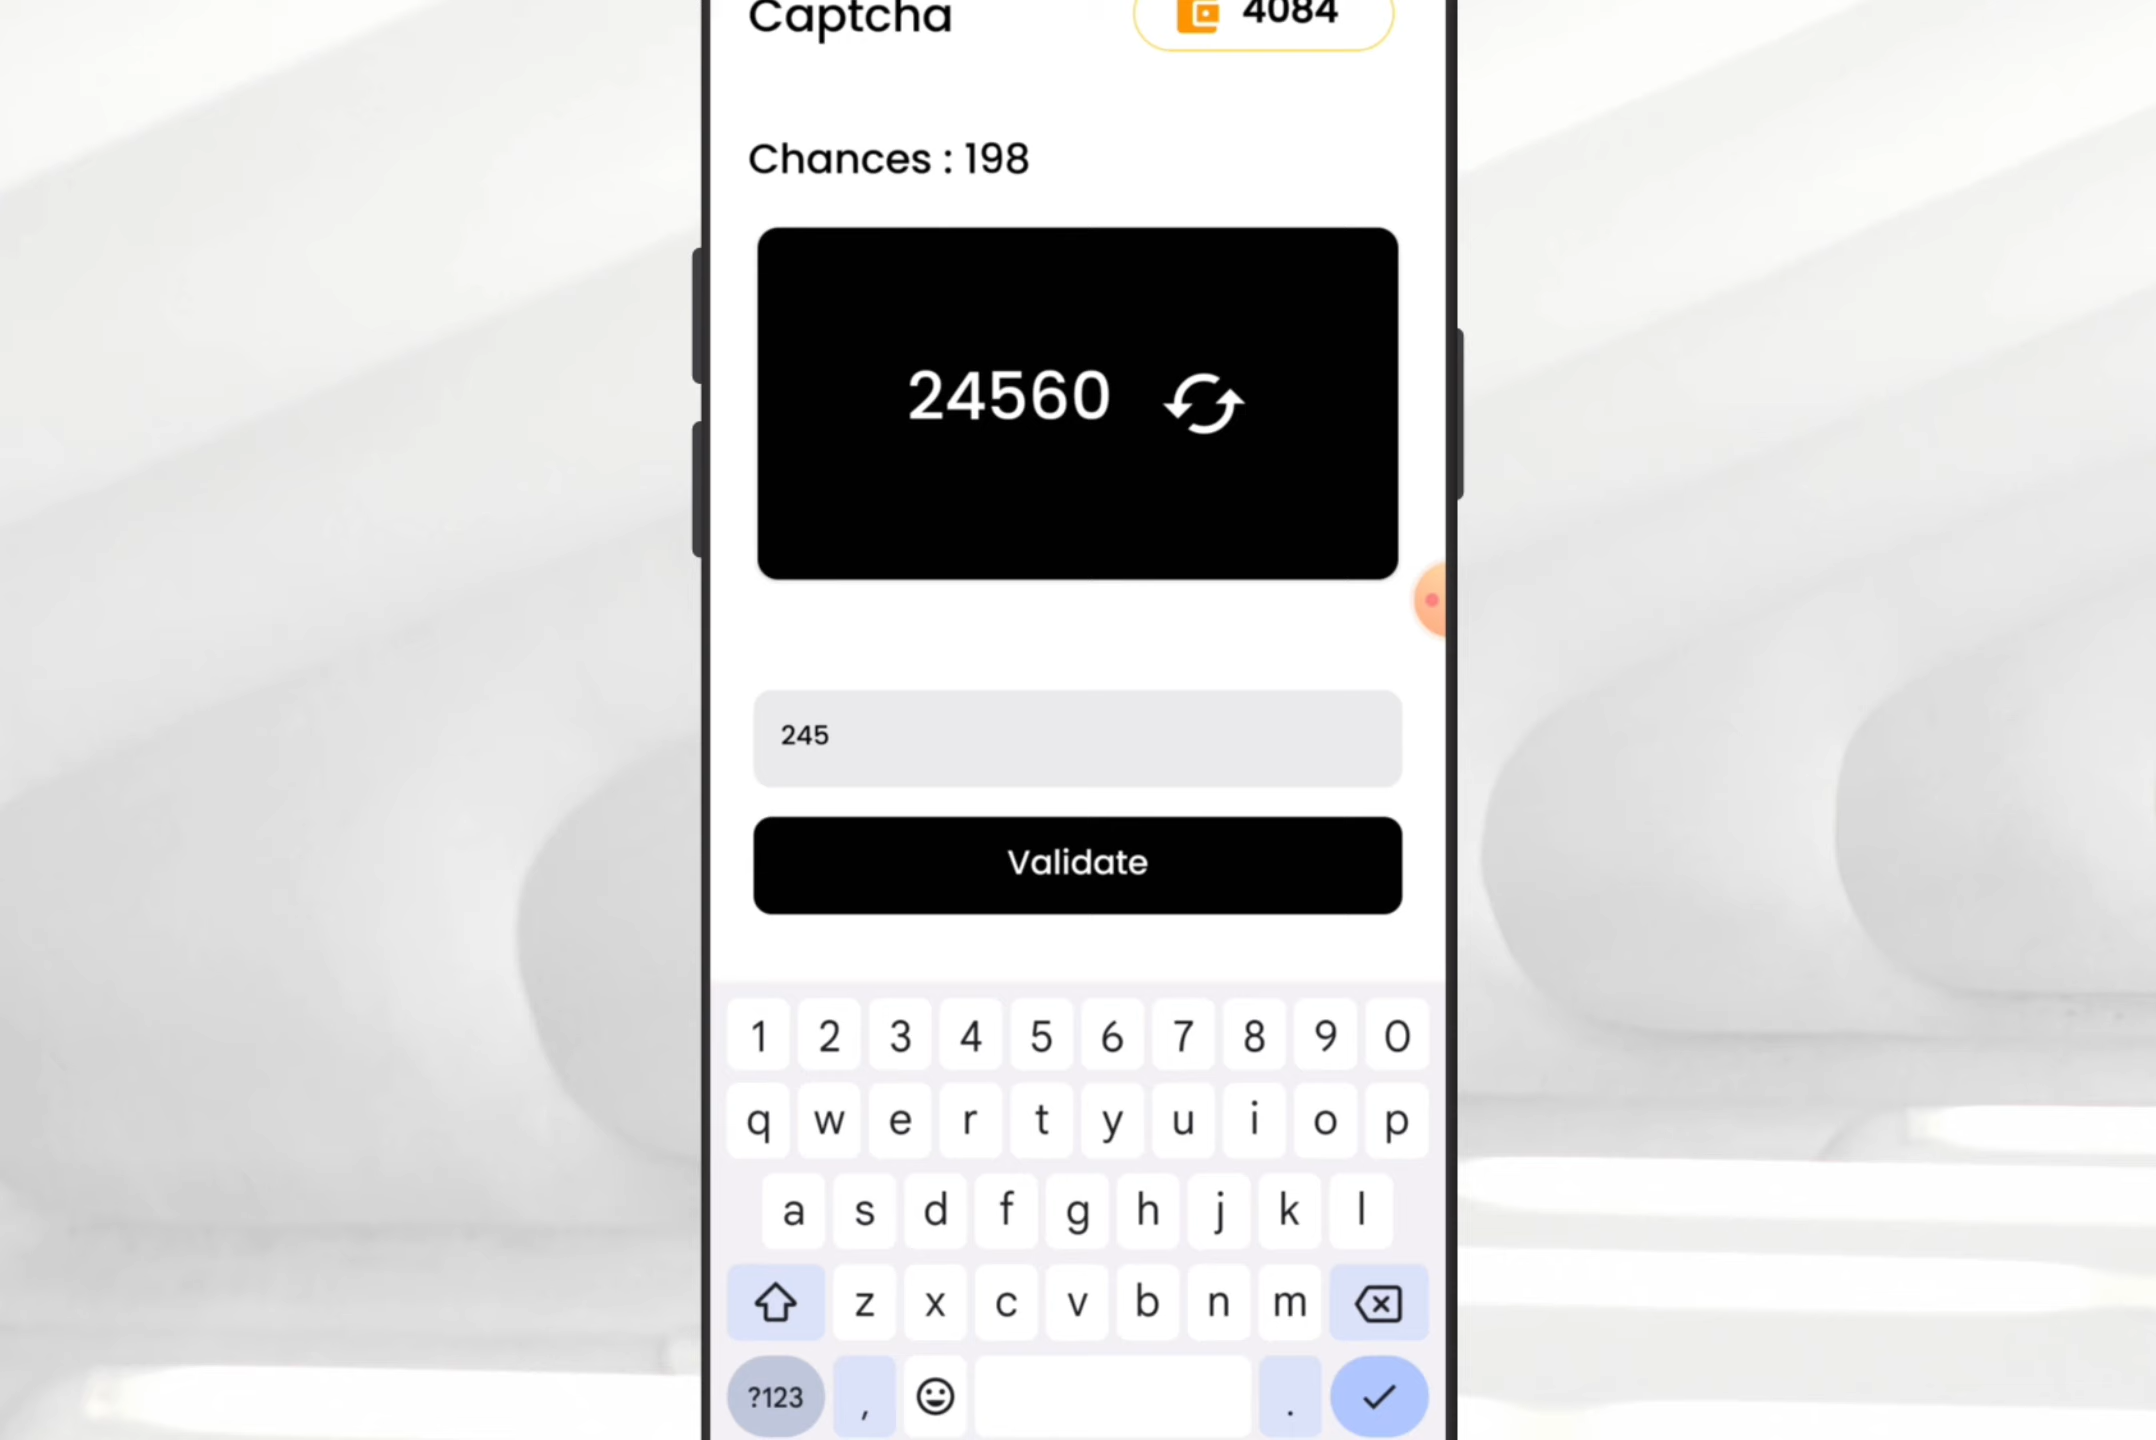 Captcha
4084
Chances : 198
24560
245
Validate
1 2 3 4 5 6 7 8 9 0
q w e r t y u i o p
a s d f g h j k l
z x c v b n m
?123 , .